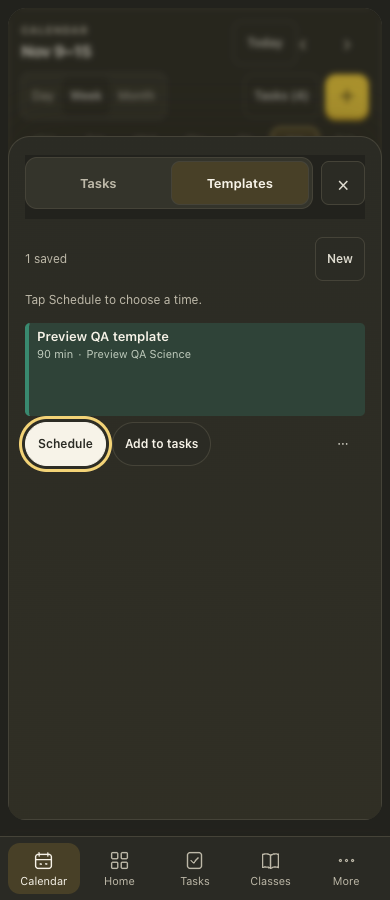 CALENDAR
Nov 9–15
Today
Day Week Month
Tasks (4)
Tasks
Templates
1 saved
New
Tap Schedule to choose a time.
Preview QA template
90 min · Preview QA Science
Schedule
Add to tasks
Calendar
Home
Tasks
Classes
More